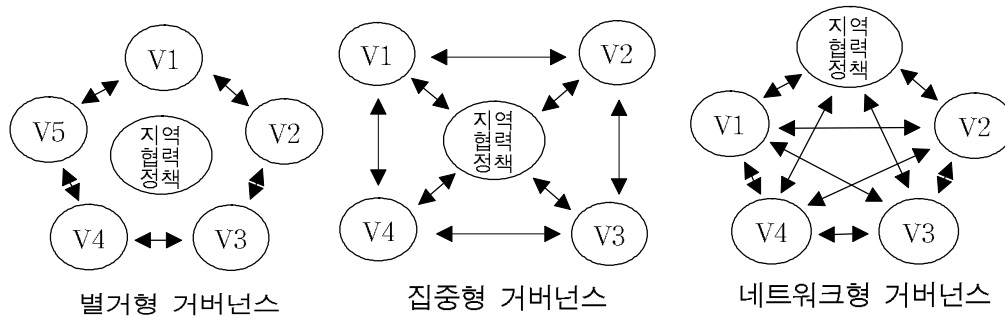 V1
V5
V2
지역
협력
정책
V4
V3
별거형 거버넌스
V1
V2
지역
협력
정책
V4
V3
집중형 거버넌스
지역
협력
정책
V1
V2
V4
V3
네트워크형 거버넌스